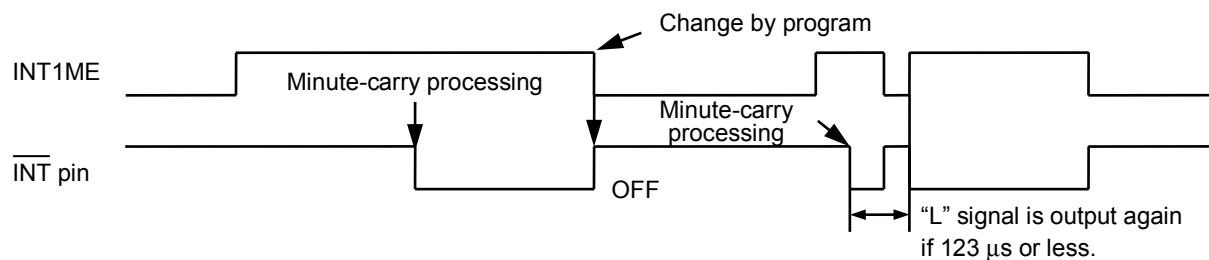 Change by program
INT1ME
Minute-carry processing
Minute-carry
processing
INT pin
OFF
“L” signal is output again
if 123 μs or less.